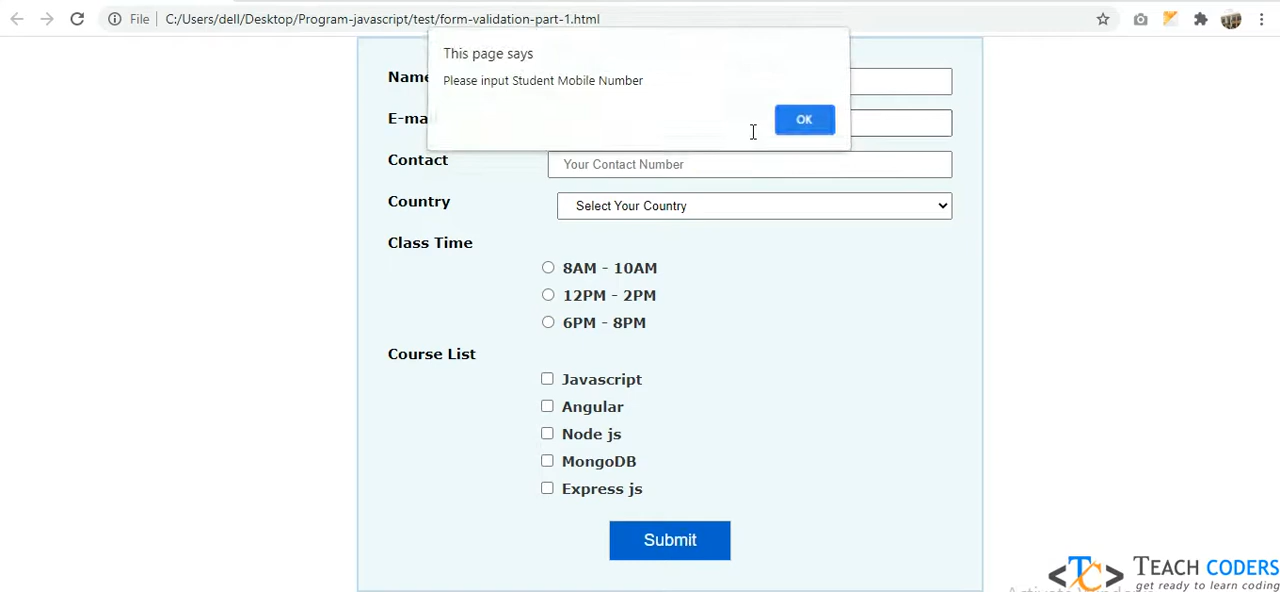 File C:/Users/dell/Desktop/Program-javascript/test/form-validation-part-1.html
This page says
Please input Student Mobile Number
OK
Name
E-ma
Contact Your Contact Number
Country Select Your Country
Class Time
8AM - 10AM
12PM - 2PM
6PM - 8PM
Course List
Javascript
Angular
Node js
MongoDB
Express js
Submit
<TC> TEACH CODERS
get ready to learn coding